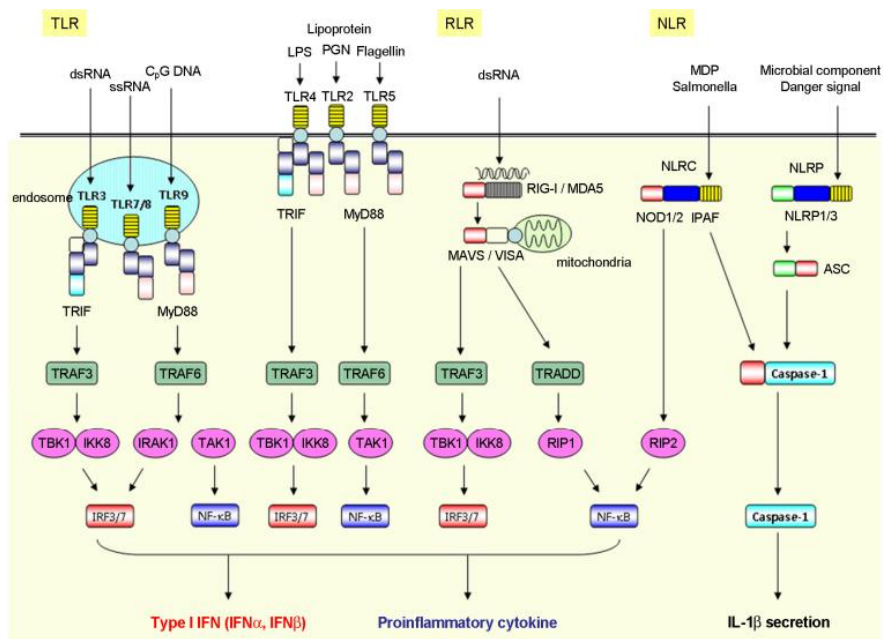 TLR
RLR
NLR
Lipoprotein
LPS PGN Flagellin
dsRNA
ssRNA
CpG DNA
TLR4 TLR2 TLR5
dsRNA
MDP
Salmonella
Microbial component
Danger signal
endosome
TLR3 TLR7/8 TLR9
TRIF MyD88
TRIF MyD88
RIG-I / MDA5
MAVS / VISA
mitochondria
NLRC
NOD1/2 IPAF
NLRP
NLRP1/3
ASC
TRAF3 TRAF6 TRAF3 TRAF6 TRAF3 TRADD Caspase-1
TBK1 IKK8 IRAK1 TAK1 TBK1 IKK8 TAK1 TBK1 IKK8 RIP1 RIP2
IRF3/7 NF-κB IRF3/7 NF-κB IRF3/7 NF-κB Caspase-1
Type I IFN (IFNα, IFNβ) Proinflammatory cytokine IL-1β secretion